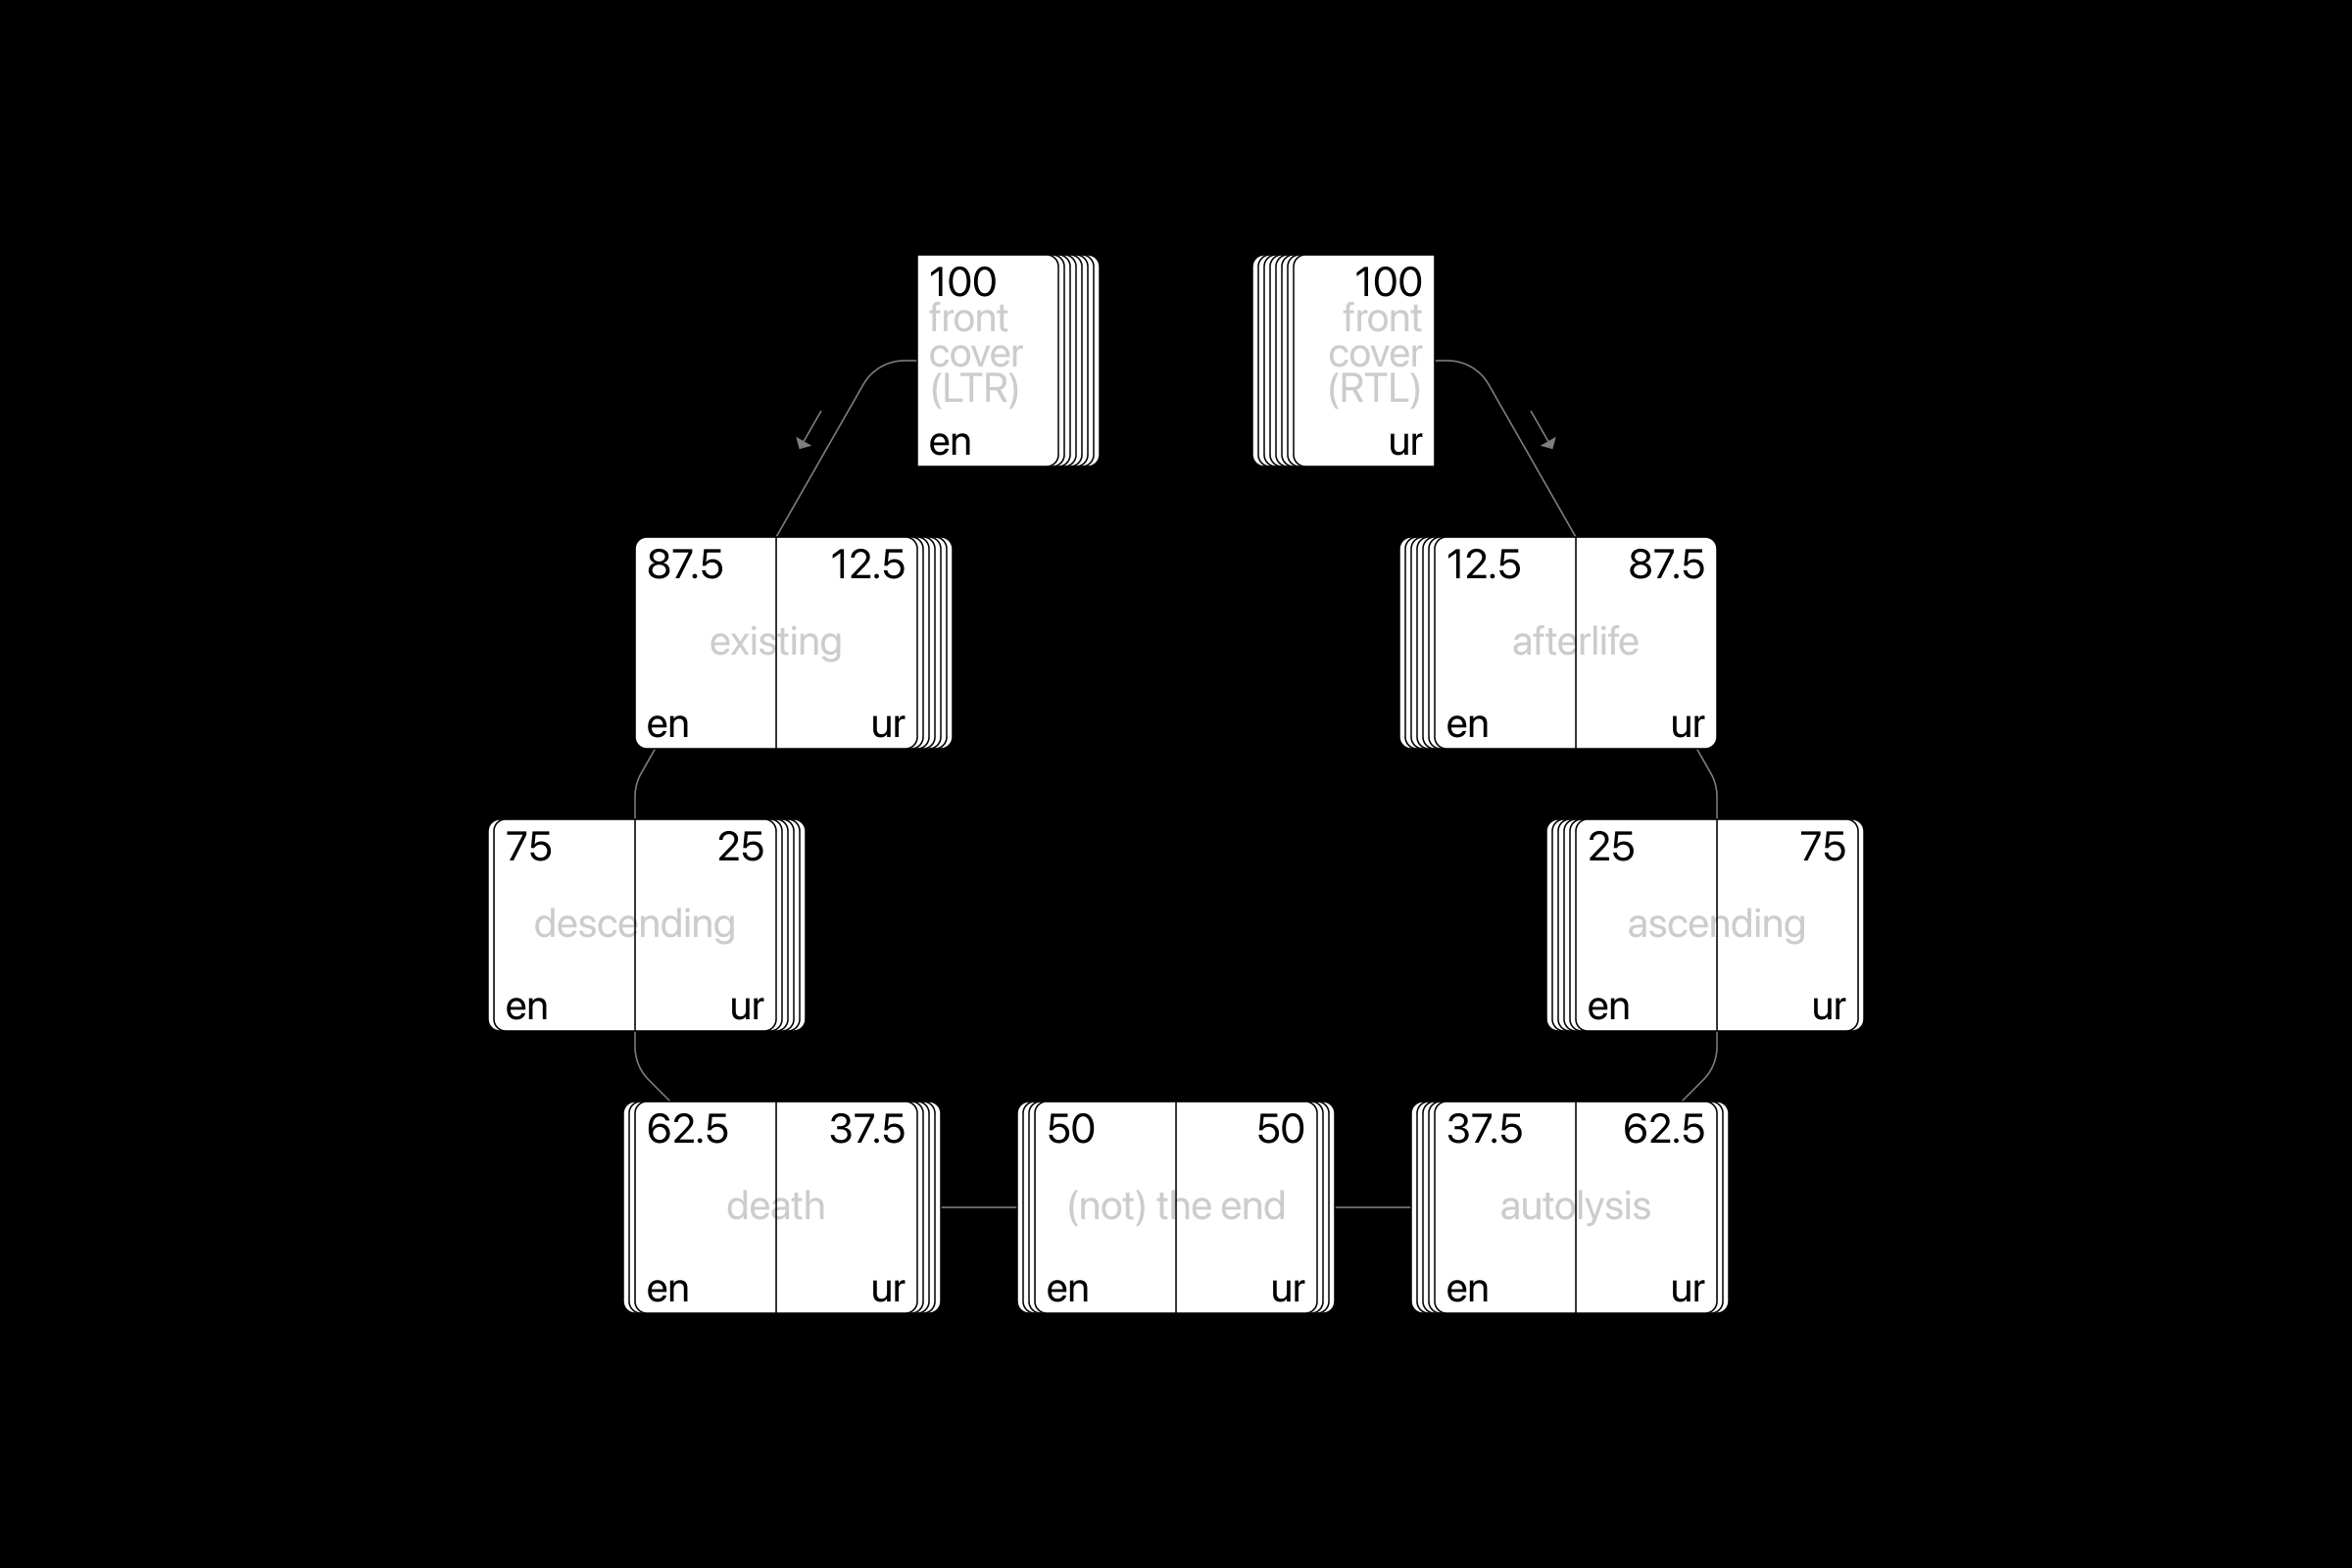 100
front
cover
(LTR)
en
100
front
cover
(RTL)
ur
87.5 12.5
existing
en ur
12.5 87.5
afterlife
en ur
75 25
descending
en ur
25 75
ascending
en ur
62.5 37.5
death
en ur
50 50
(not) the end
en ur
37.5 62.5
autolysis
en ur